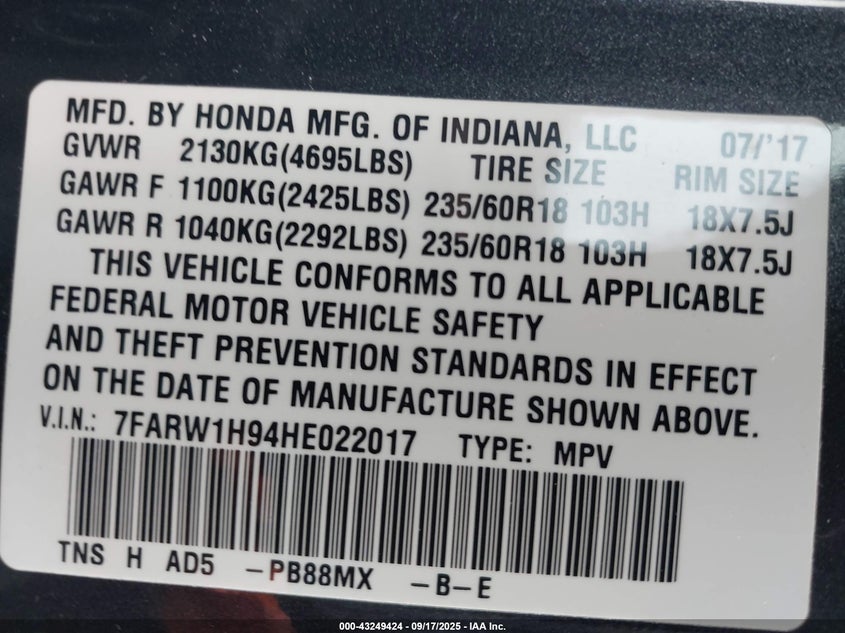 MFD. BY HONDA MFG. OF INDIANA, LLC 07/'17
GVWR 2130KG(4695LBS) TIRE SIZE RIM SIZE
GAWR F 1100KG(2425LBS) 235/60R18 103H 18X7.5J
GAWR R 1040KG(2292LBS) 235/60R18 103H 18X7.5J
THIS VEHICLE CONFORMS TO ALL APPLICABLE
FEDERAL MOTOR VEHICLE SAFETY
AND THEFT PREVENTION STANDARDS IN EFFECT
ON THE DATE OF MANUFACTURE SHOWN ABOVE.
V.I.N.: 7FARW1H94HE022017 TYPE: MPV
TNS H AD5 -PB88MX -B-E
000-43249424 - 09/17/2025 - IAA Inc.